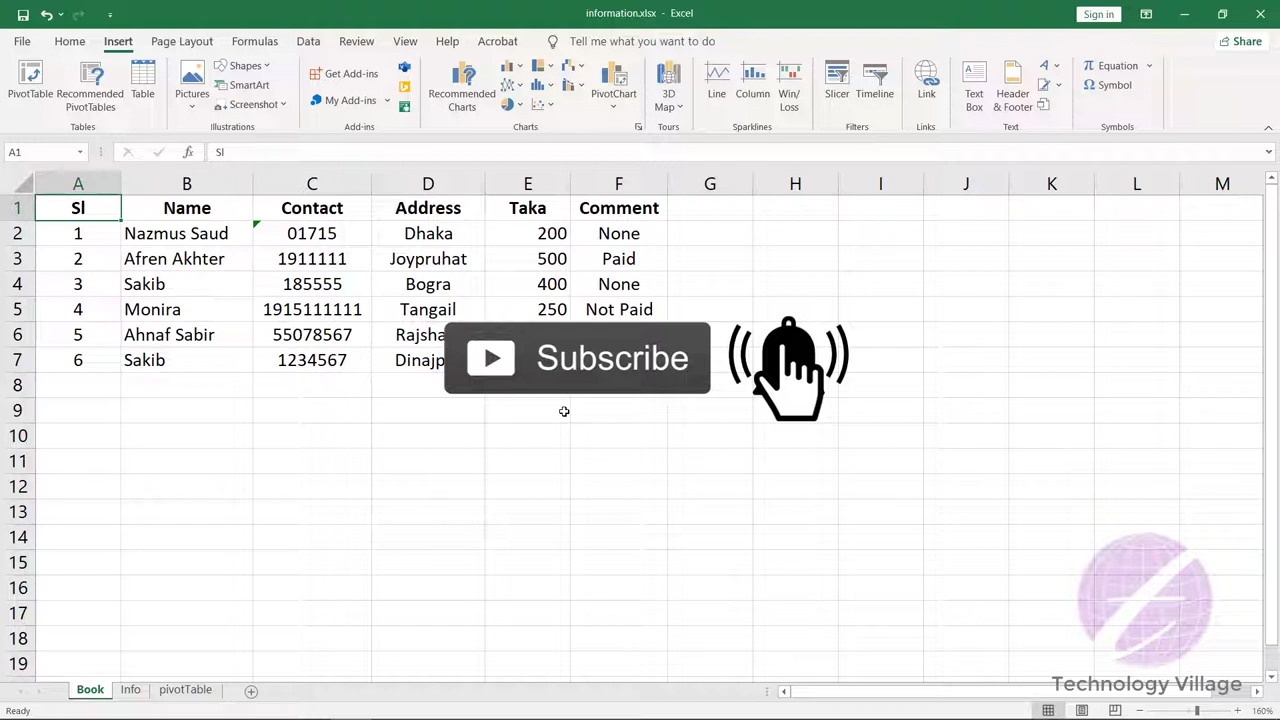 information.xlsx - Excel
Sign in
File Home Insert Page Layout Formulas Data Review View Help Acrobat Tell me what you want to do Share
PivotTable Recommended PivotTables Table
Tables
Pictures Shapes SmartArt Screenshot
Illustrations
Get Add-ins
My Add-ins
Add-ins
Recommended Charts PivotChart
Charts
3D Map
Tours
Line Column Win/Loss
Sparklines
Slicer Timeline
Filters
Link
Links
Text Box Header & Footer
Text
Equation
Symbol
Symbols
A1 fx Sl
A B C D E F G H I J K L M
1 Sl Name Contact Address Taka Comment
2 1 Nazmus Saud 01715 Dhaka 200 None
3 2 Afren Akhter 1911111 Joypruhat 500 Paid
4 3 Sakib 185555 Bogra 400 None
5 4 Monira 1915111111 Tangail 250 Not Paid
6 5 Ahnaf Sabir 55078567 Rajsha
7 6 Sakib 1234567 Dinajp
Subscribe
8
9
10
11
12
13
14
15
16
17
18
19
Technology Village
Book Info pivotTable
Ready 160%